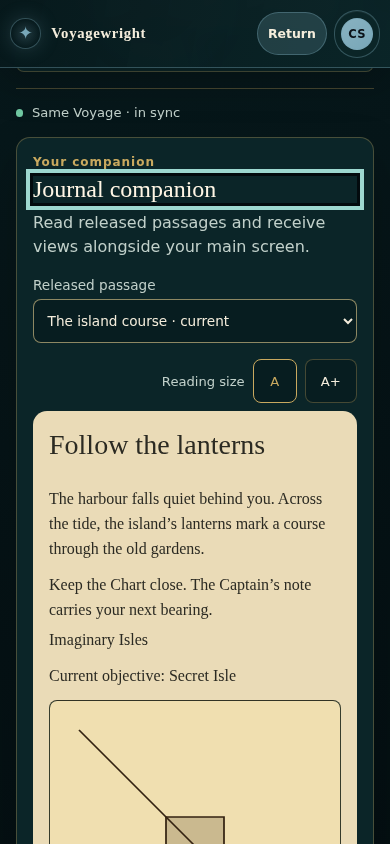 Voyagewright
Return
CS
Same Voyage · in sync
Your companion
Journal companion
Read released passages and receive
views alongside your main screen.
Released passage
The island course · current
Reading size
A
A+
Follow the lanterns
The harbour falls quiet behind you. Across
the tide, the island’s lanterns mark a course
through the old gardens.
Keep the Chart close. The Captain’s note
carries your next bearing.
Imaginary Isles
Current objective: Secret Isle